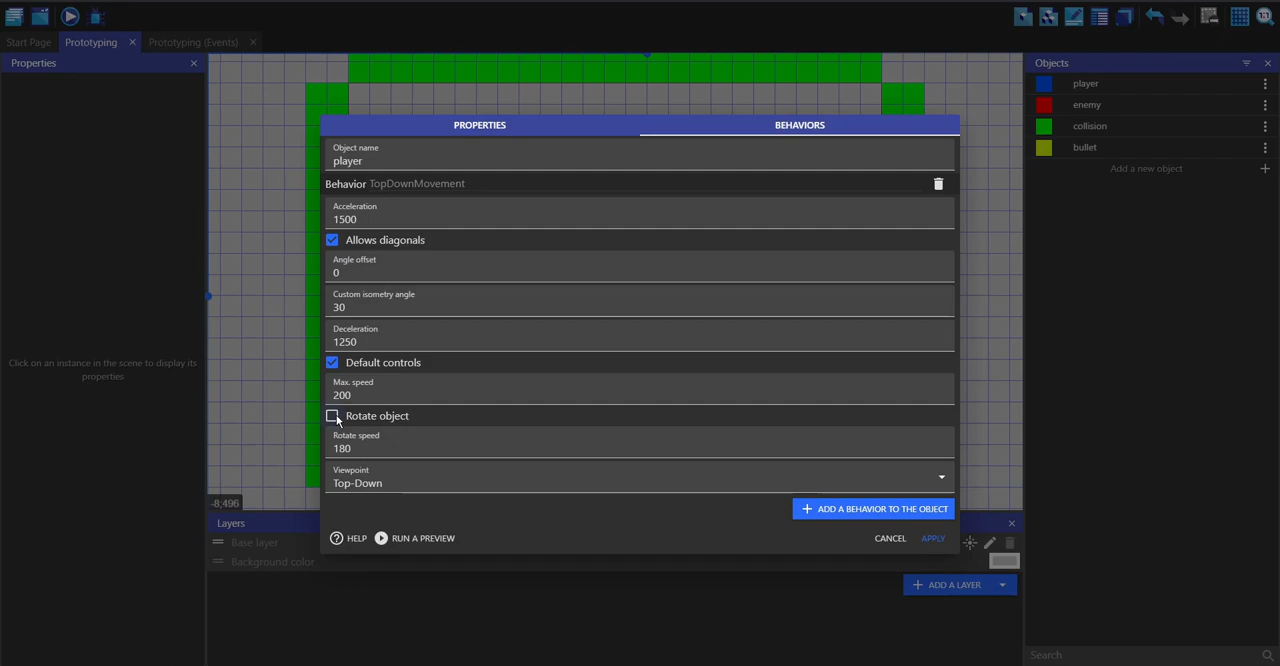 Start Page
Prototyping
Prototyping (Events)
Properties
Click on an instance in the scene to display its
properties
PROPERTIES
BEHAVIORS
Object name
player
Behavior TopDownMovement
Acceleration
1500
Allows diagonals
Angle offset
0
Custom isometry angle
30
Deceleration
1250
Default controls
Max. speed
200
Rotate object
Rotate speed
180
Viewpoint
Top-Down
ADD A BEHAVIOR TO THE OBJECT
HELP
RUN A PREVIEW
CANCEL
APPLY
-8;496
Layers
Base layer
Background color
ADD A LAYER
Objects
player
enemy
collision
bullet
Add a new object
Search